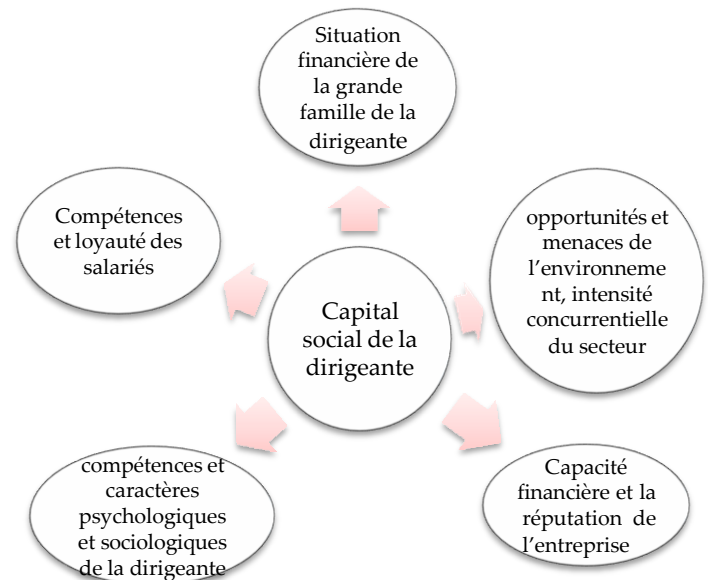 Situation
financière de
la grande
famille de la
dirigeante
Compétences
et loyauté des
salariés
opportunités et
menaces de
l’environneme
nt, intensité
concurrentielle
du secteur
Capital
social de la
dirigeante
compétences et
caractères
psychologiques
et sociologiques
de la dirigeante
Capacité
financière et la
réputation de
l’entreprise